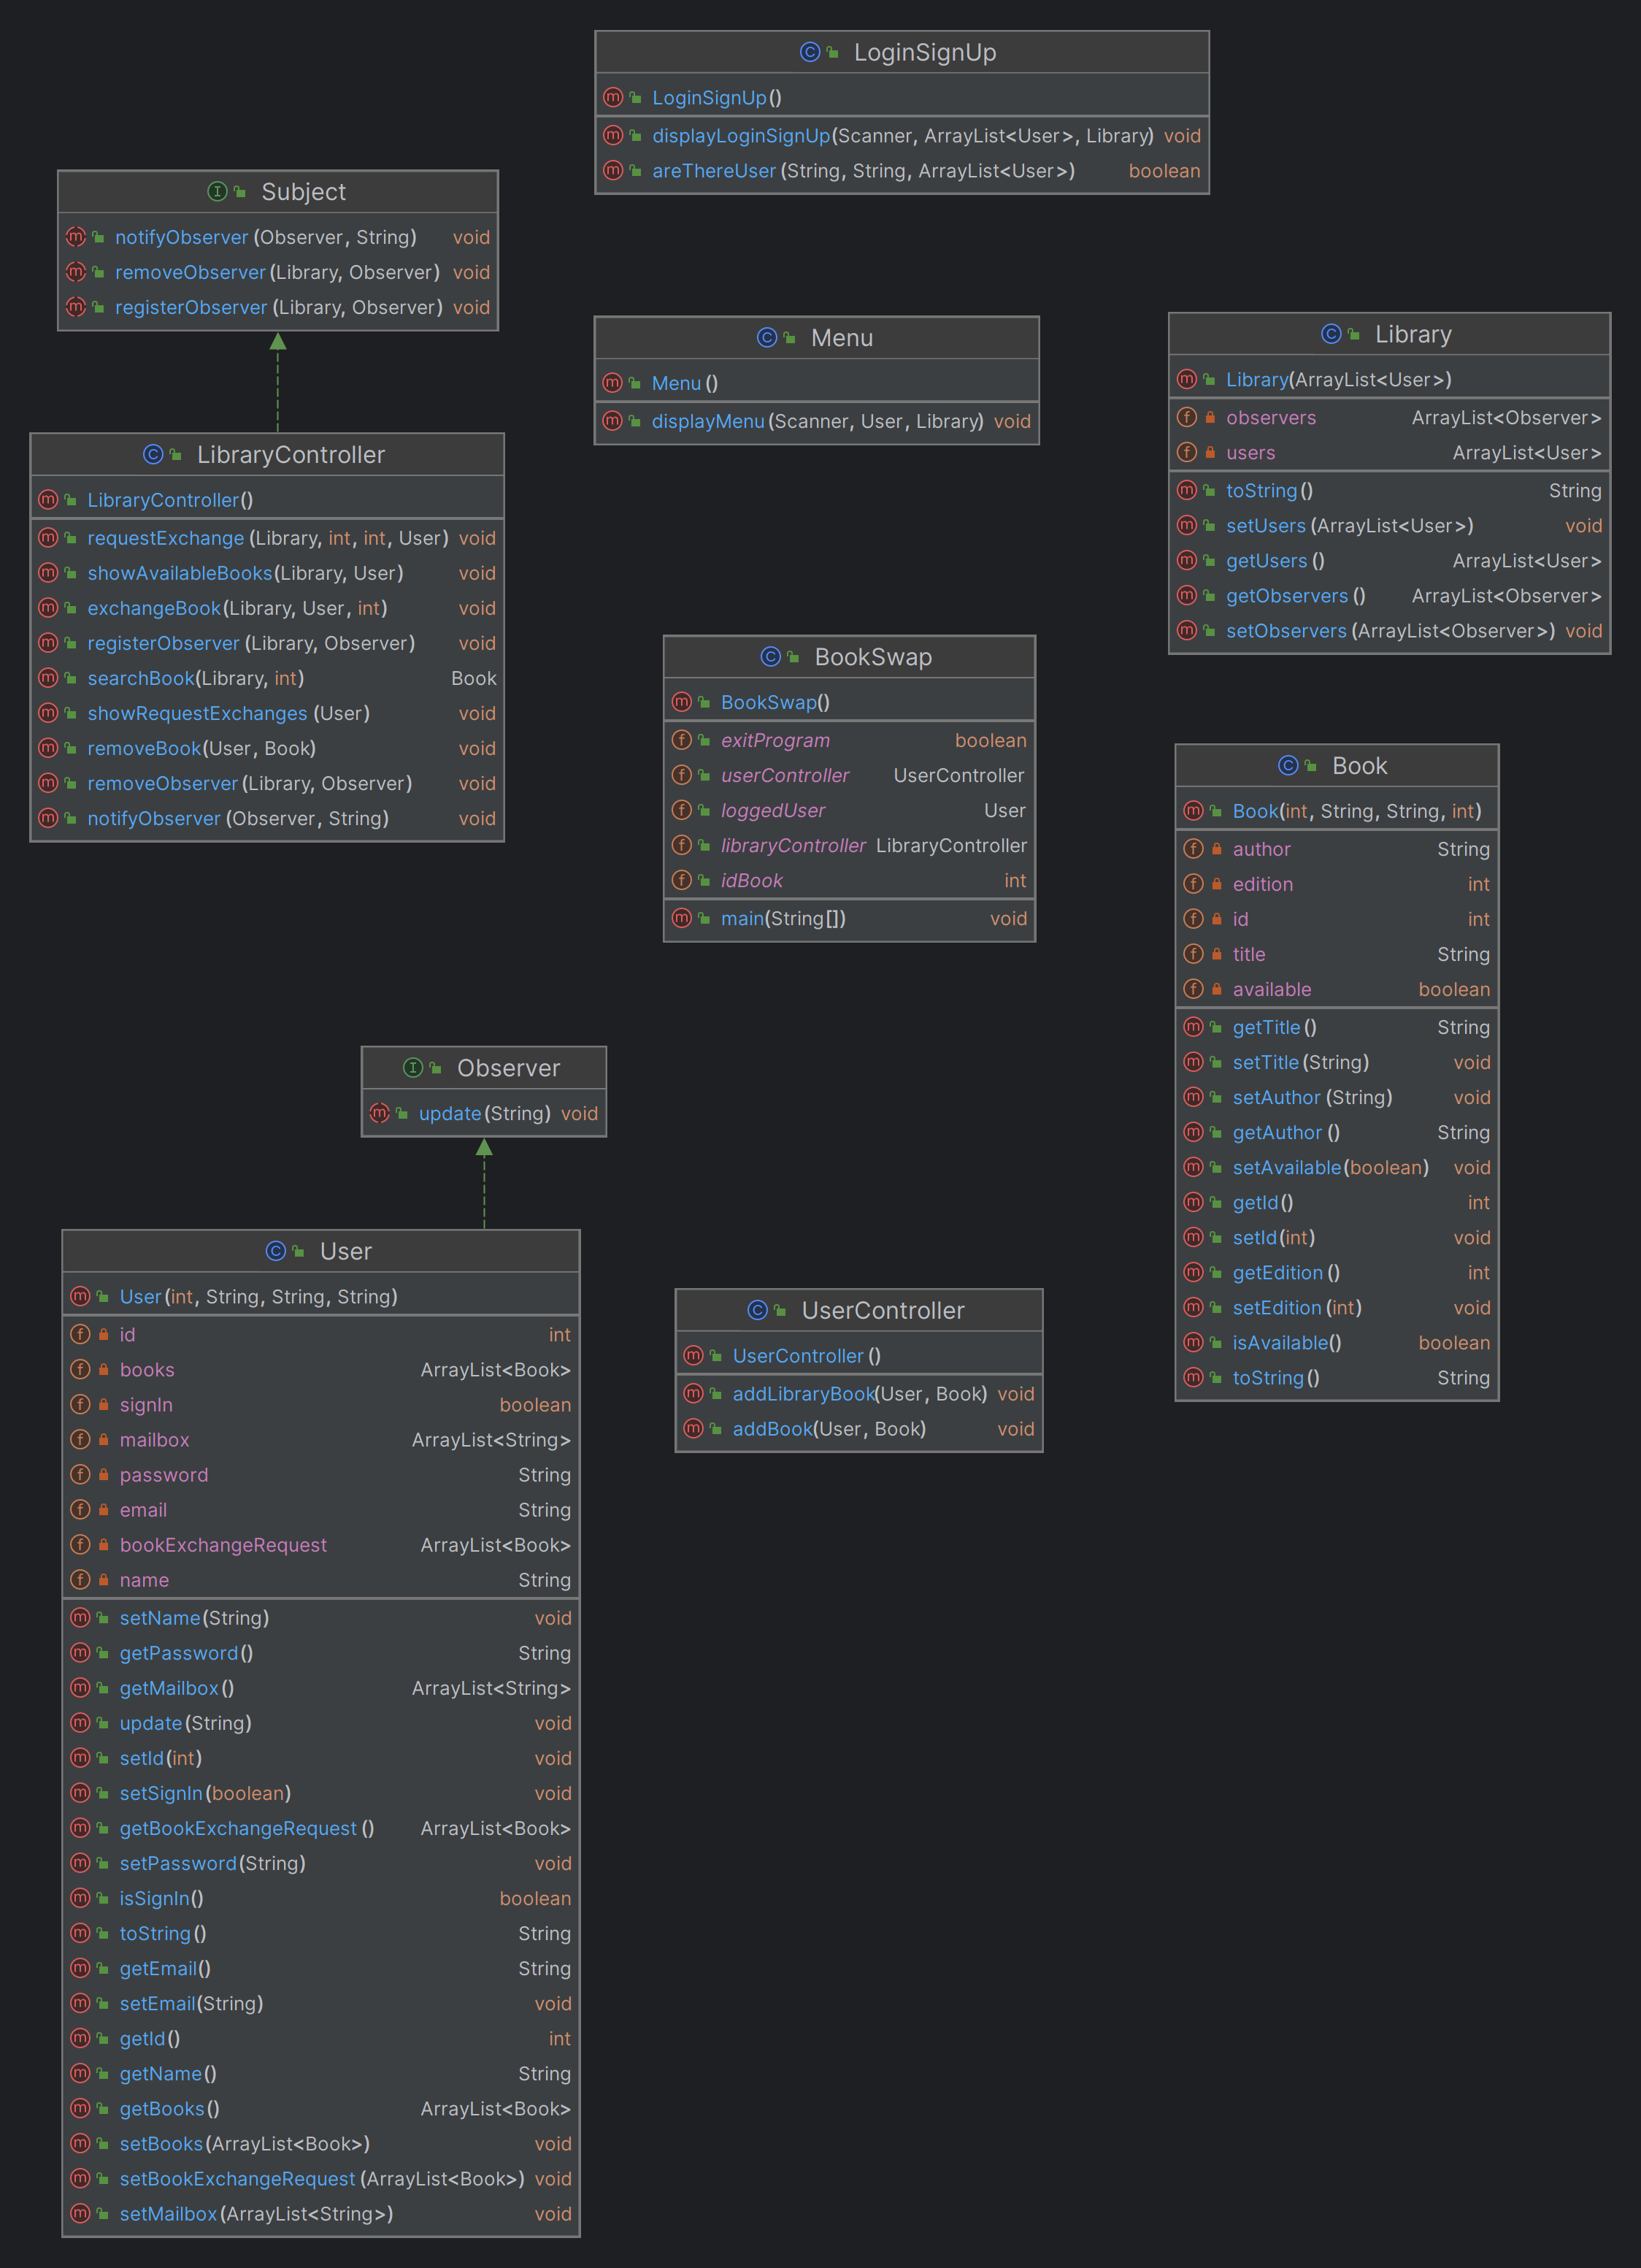 LoginSignUp
LoginSignUp()
displayLoginSignUp(Scanner, ArrayList<User>, Library) void
areThereUser(String, String, ArrayList<User>) boolean
Subject
notifyObserver(Observer, String) void
removeObserver(Library, Observer) void
registerObserver(Library, Observer) void
Menu
Menu()
displayMenu(Scanner, User, Library) void
Library
Library(ArrayList<User>)
observers ArrayList<Observer>
users ArrayList<User>
toString() String
setUsers(ArrayList<User>) void
getUsers() ArrayList<User>
getObservers() ArrayList<Observer>
setObservers(ArrayList<Observer>) void
LibraryController
LibraryController()
requestExchange(Library, int, int, User) void
showAvailableBooks(Library, User) void
exchangeBook(Library, User, int) void
registerObserver(Library, Observer) void
searchBook(Library, int) Book
showRequestExchanges(User) void
removeBook(User, Book) void
removeObserver(Library, Observer) void
notifyObserver(Observer, String) void
BookSwap
BookSwap()
exitProgram boolean
userController UserController
loggedUser User
libraryController LibraryController
idBook int
main(String[]) void
Book
Book(int, String, String, int)
author String
edition int
id int
title String
available boolean
getTitle() String
setTitle(String) void
setAuthor(String) void
getAuthor() String
setAvailable(boolean) void
getId() int
setId(int) void
getEdition() int
setEdition(int) void
isAvailable() boolean
toString() String
Observer
update(String) void
User
User(int, String, String, String)
id int
books ArrayList<Book>
signIn boolean
mailbox ArrayList<String>
password String
email String
bookExchangeRequest ArrayList<Book>
name String
setName(String) void
getPassword() String
getMailbox() ArrayList<String>
update(String) void
setId(int) void
setSignIn(boolean) void
getBookExchangeRequest() ArrayList<Book>
setPassword(String) void
isSignIn() boolean
toString() String
getEmail() String
setEmail(String) void
getId() int
getName() String
getBooks() ArrayList<Book>
setBooks(ArrayList<Book>) void
setBookExchangeRequest(ArrayList<Book>) void
setMailbox(ArrayList<String>) void
UserController
UserController()
addLibraryBook(User, Book) void
addBook(User, Book) void